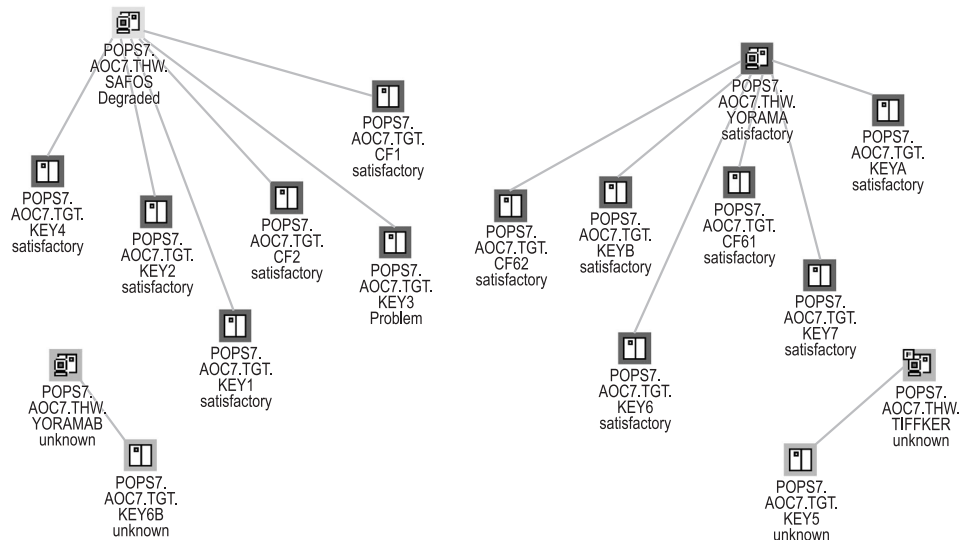 POPS7.
AOC7.THW.
SAFOS
Degraded
POPS7.
AOC7.TGT.
CF1
satisfactory
POPS7.
AOC7.TGT.
KEY4
satisfactory
POPS7.
AOC7.TGT.
KEY2
satisfactory
POPS7.
AOC7.TGT.
CF2
satisfactory
POPS7.
AOC7.TGT.
KEY3
Problem
POPS7.
AOC7.TGT.
KEY1
satisfactory
POPS7.
AOC7.THW.
YORAMAB
unknown
POPS7.
AOC7.TGT.
KEY6B
unknown
POPS7.
AOC7.THW.
YORAMA
satisfactory
POPS7.
AOC7.TGT.
KEYA
satisfactory
POPS7.
AOC7.TGT.
CF62
satisfactory
POPS7.
AOC7.TGT.
KEYB
satisfactory
POPS7.
AOC7.TGT.
CF61
satisfactory
POPS7.
AOC7.TGT.
KEY7
satisfactory
POPS7.
AOC7.TGT.
KEY6
satisfactory
F
POPS7.
AOC7.THW.
TIFFKER
unknown
POPS7.
AOC7.TGT.
KEY5
unknown